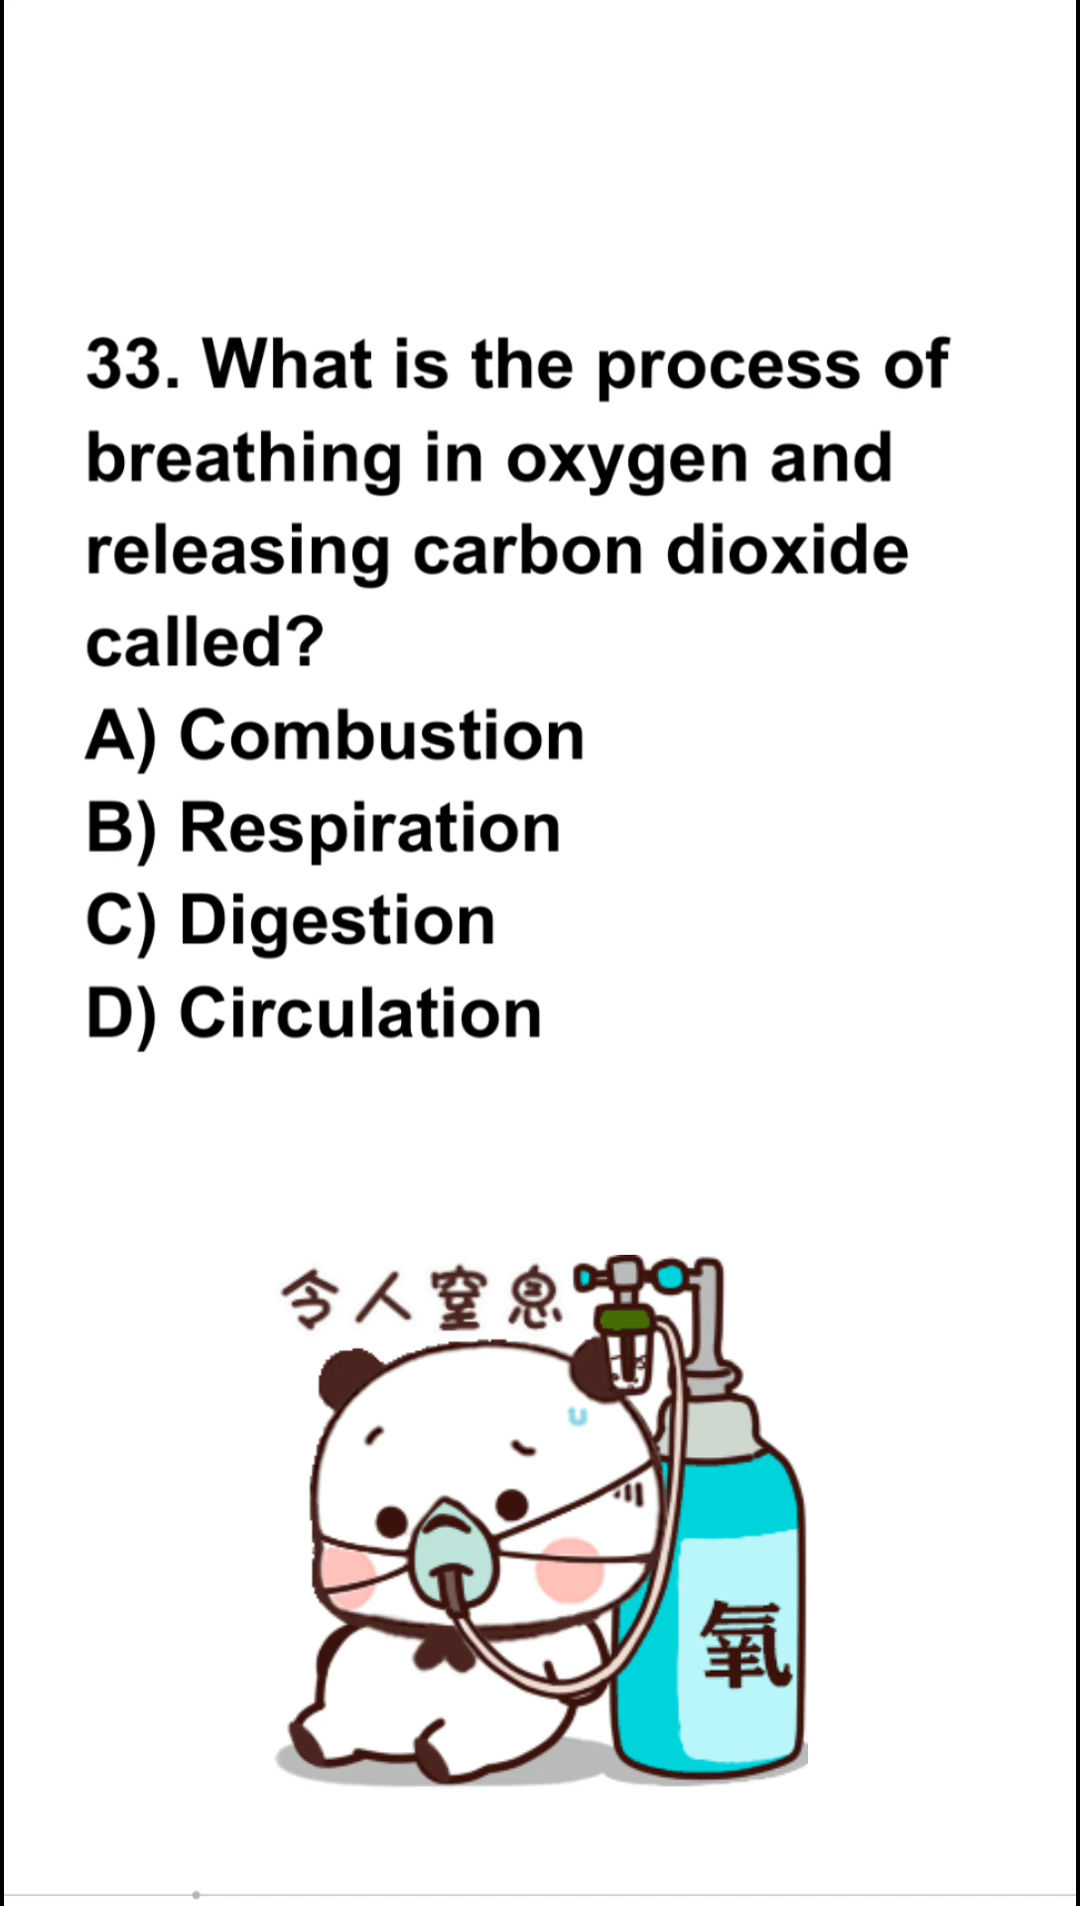 33. What is the process of
breathing in oxygen and
releasing carbon dioxide
called?
A) Combustion
B) Respiration
C) Digestion
D) Circulation
令人窒息
氧